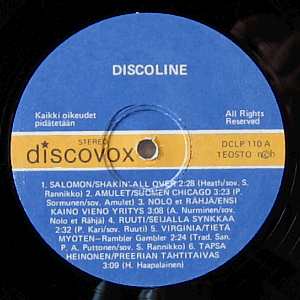 DISCOLINE
Kaikki oikeudet
pidätetään
All Rights
Reserved
STEREO
discovox
DCLP 110 A
TEOSTO n©b
1. SALOMON/SHAKIN' ALL OVER 2:28 (Heath/sov. S.
Rannikko) 2. AMULET/SUOMEN CHICAGO 3:23 (P.
Sormunen/sov. Amulet) 3. NOLO et RÄHJÄ/ENSI
KAINO VIENO YRITYS 3:08 (A. Nurminen/sov.
Nolo et Rähjä) 4. RUUTI/SEIJALLA SYNKKAA
2:32 (P. Kari/sov. Ruuti) 5. VIRGINIA/TIETA
MYÖTEN—Rambler Gambler 2:24 (Trad. San.
P. A. Puttonen/sov. S. Rannikko) 6. TAPSA
HEINONEN/PREERIAN TÄHTITAIVAS
3:09 (H. Haapalainen)